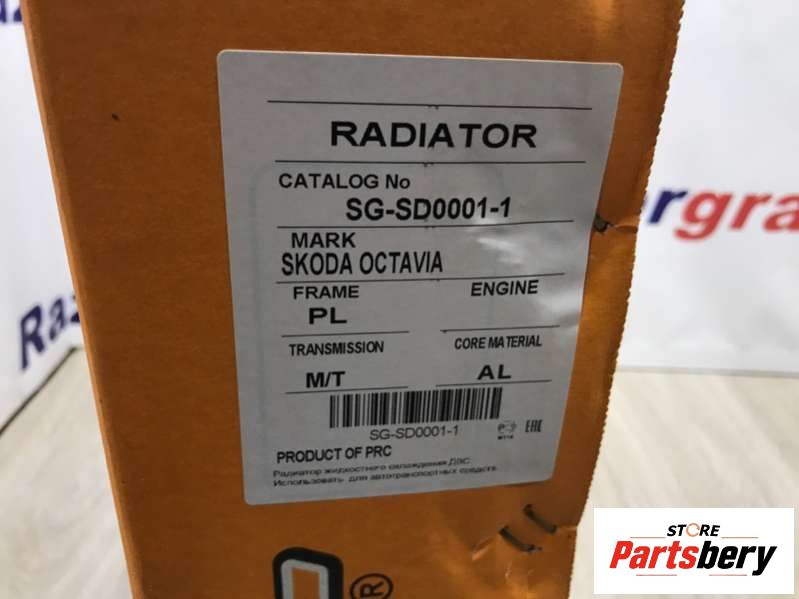 RADIATOR
CATALOG No
SG-SD0001-1
MARK
SKODA OCTAVIA
FRAME
ENGINE
PL
TRANSMISSION
CORE MATERIAL
M/T
AL
SG-SD0001-1
EAC
PRODUCT OF PRC
Радиатор жидкостного охлаждения ДВС
Использовать для автотранспортных средств.
®
STORE
Partsbery